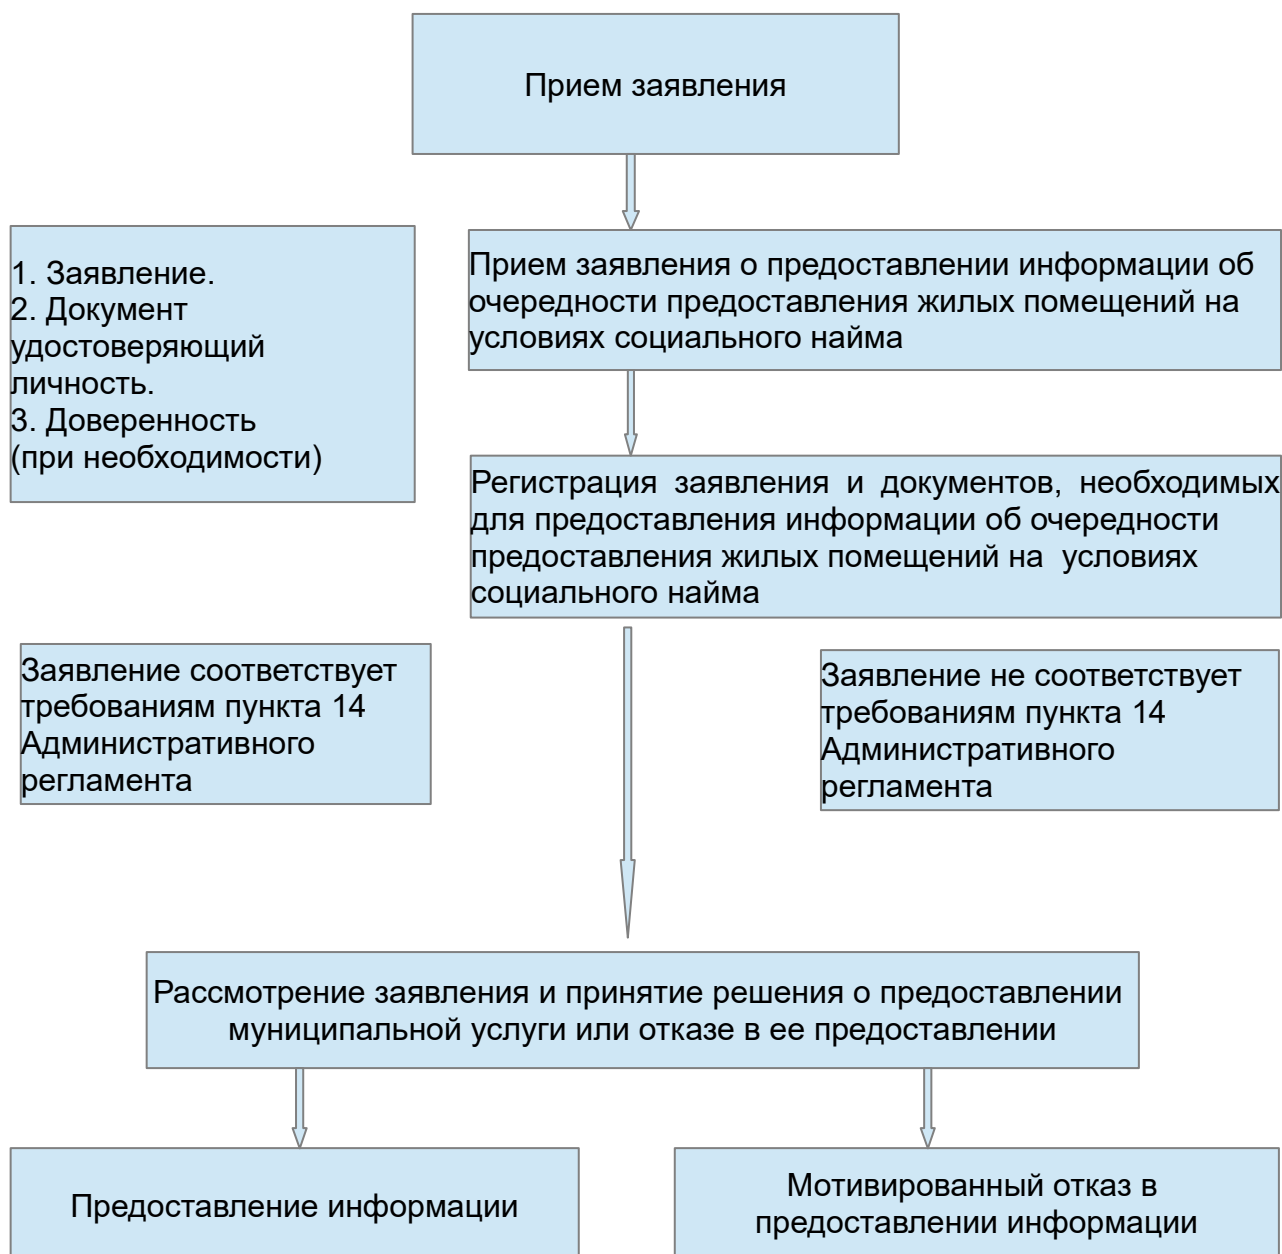 Прием заявления
1. Заявление.
2. Документ
удостоверяющий
личность.
3. Доверенность
(при необходимости)
Прием заявления о предоставлении информации об
очередности предоставления жилых помещений на
условиях социального найма
Регистрация заявления и документов, необходимых
для предоставления информации об очередности
предоставления жилых помещений на условиях
социального найма
Заявление соответствует
требованиям пункта 14
Административного
регламента
Заявление не соответствует
требованиям пункта 14
Административного
регламента
Рассмотрение заявления и принятие решения о предоставлении
муниципальной услуги или отказе в ее предоставлении
Предоставление информации
Мотивированный отказ в
предоставлении информации